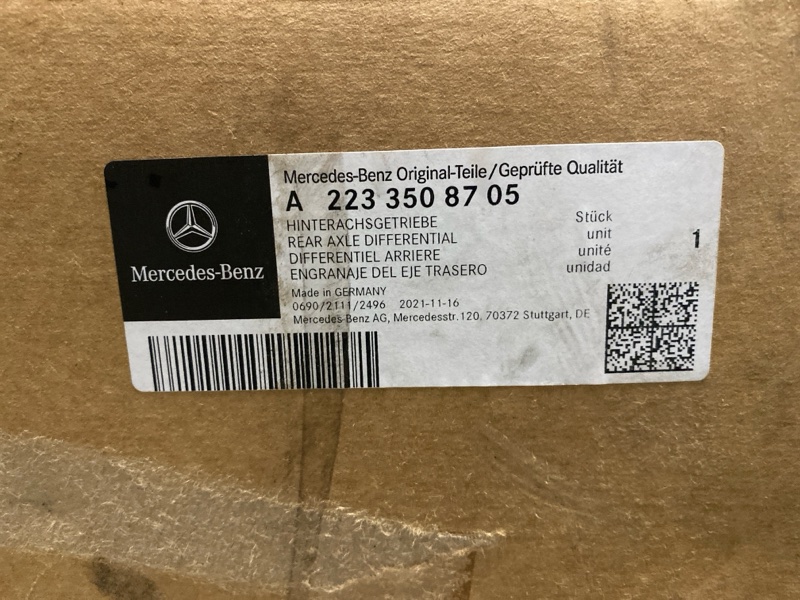 Mercedes-Benz
Mercedes-Benz Original-Teile/Geprüfte Qualität
A 223 350 87 05
HINTERACHSGETRIEBE
REAR AXLE DIFFERENTIAL
DIFFERENTIEL ARRIERE
ENGRANAJE DEL EJE TRASERO
Stück
unit
unité
unidad
1
Made in GERMANY
0690/2111/2496 2021-11-16
Mercedes-Benz AG, Mercedesstr.120, 70372 Stuttgart, DE